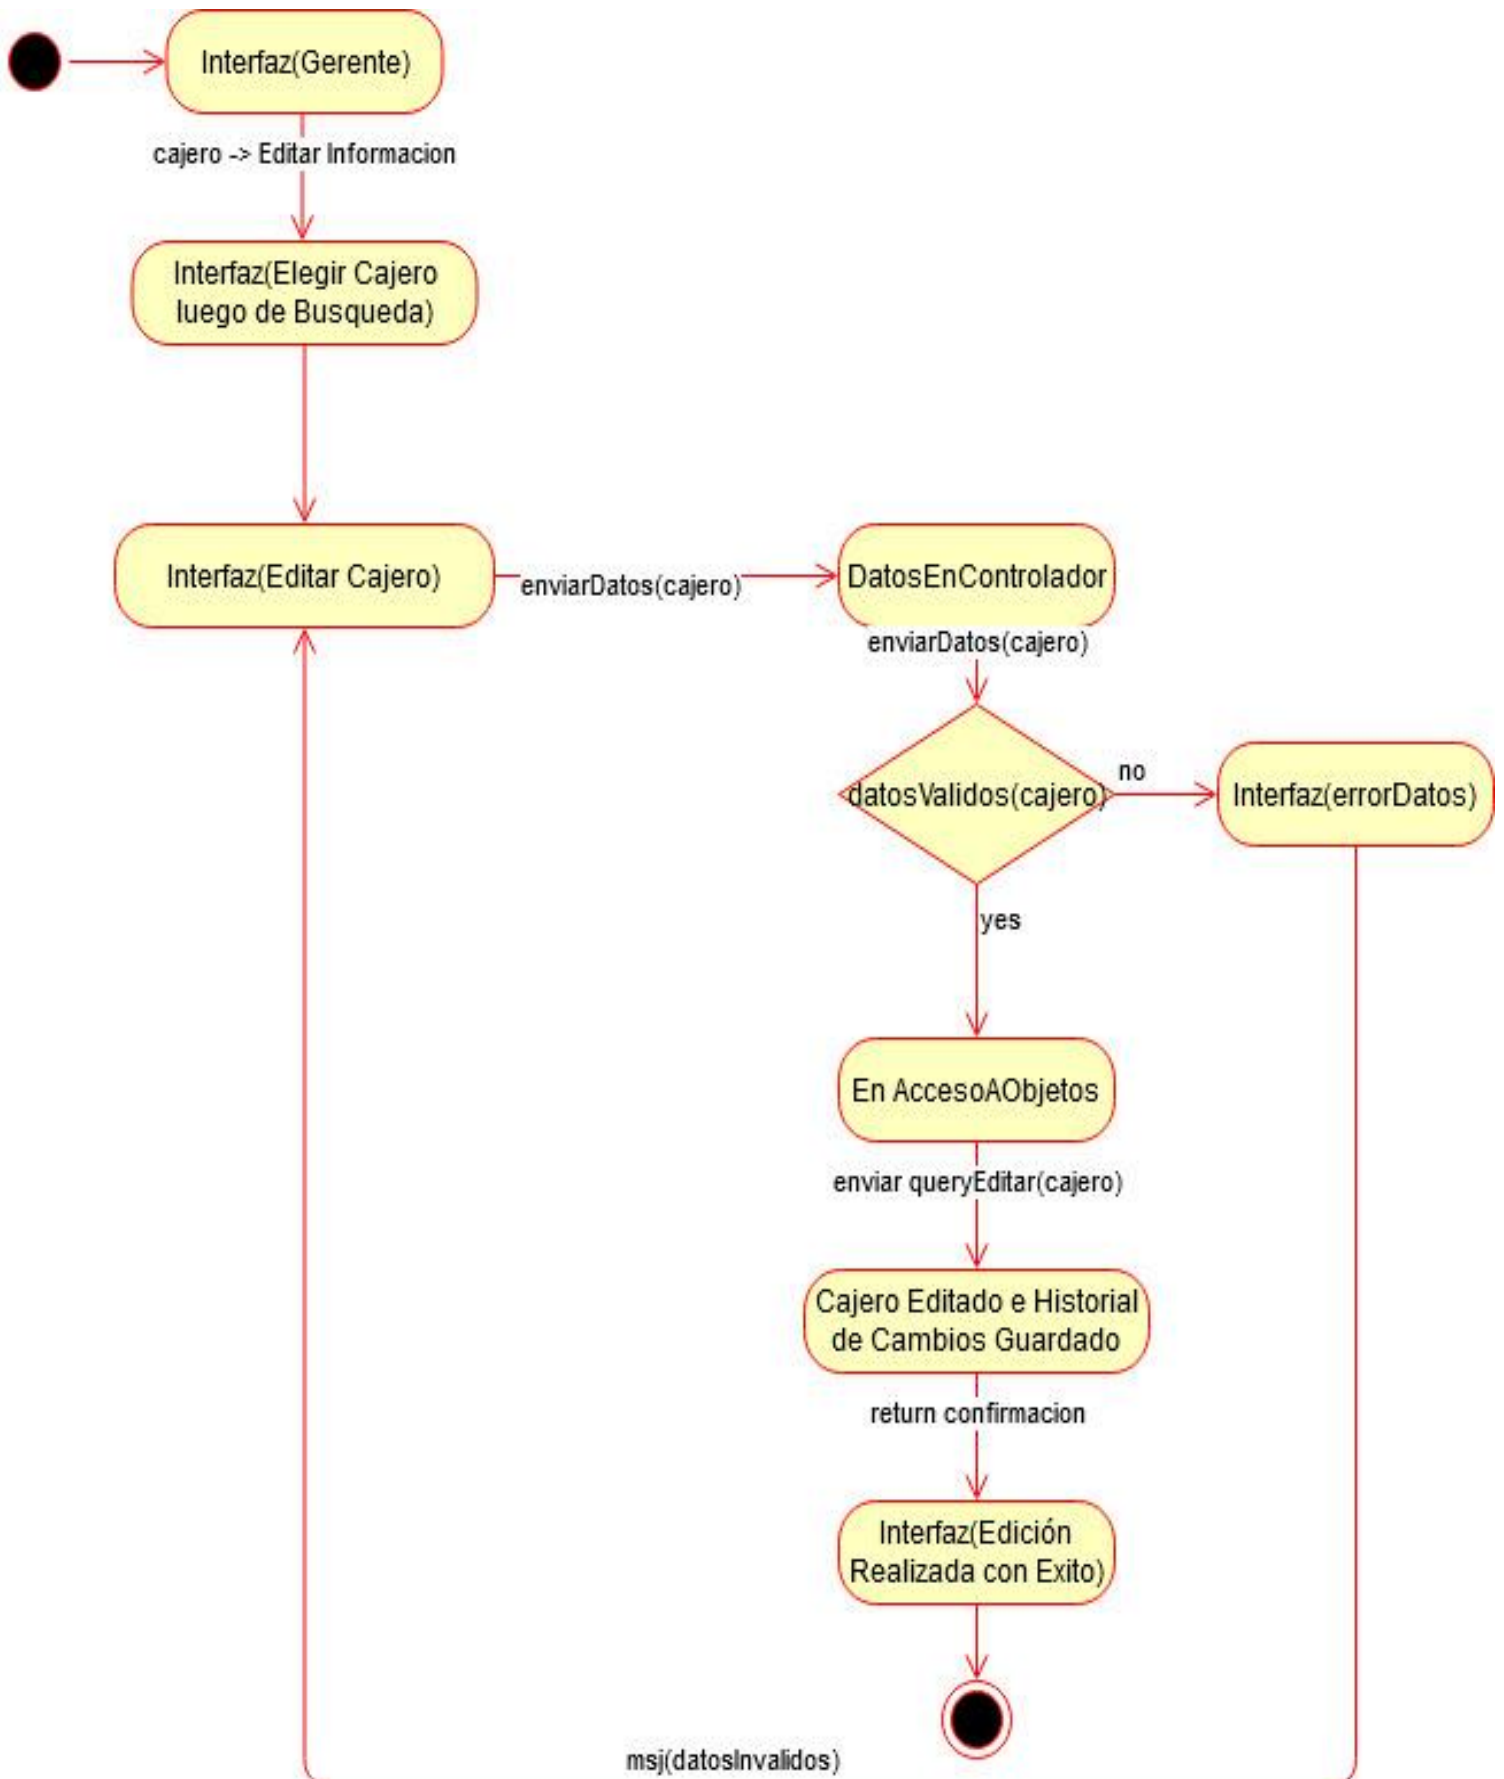 Interfaz(Gerente)
cajero -> Editar Informacion
Interfaz(Elegir Cajero
luego de Busqueda)
Interfaz(Editar Cajero)
enviarDatos(cajero)
DatosEnControlador
enviarDatos(cajero)
datosValidos(cajero)
no
Interfaz(errorDatos)
yes
En AccesoAObjetos
enviar queryEditar(cajero)
Cajero Editado e Historial
de Cambios Guardado
return confirmacion
Interfaz(Edición
Realizada con Exito)
msj(datosInvalidos)